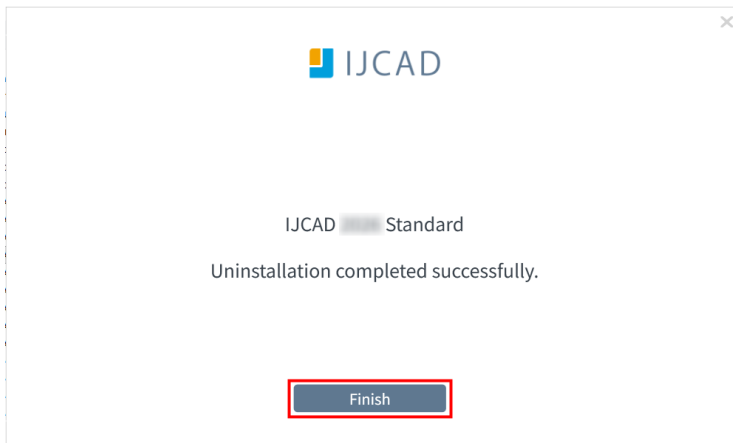 IJCAD
IJCAD Standard
Uninstallation completed successfully.
Finish